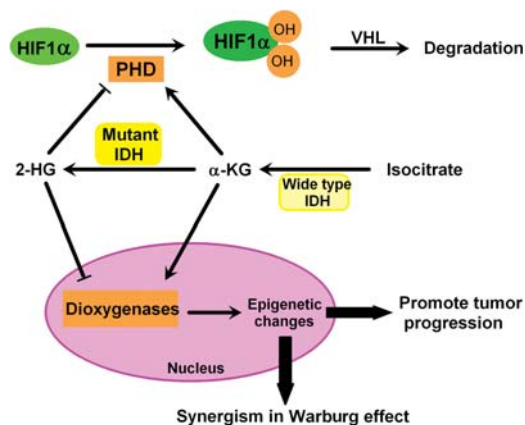 HIF1α
HIF1α
OH
OH
VHL
Degradation
PHD
Mutant
IDH
2-HG
α-KG
Isocitrate
Wide type
IDH
Dioxygenases
Epigenetic
changes
Promote tumor
progression
Nucleus
Synergism in Warburg effect